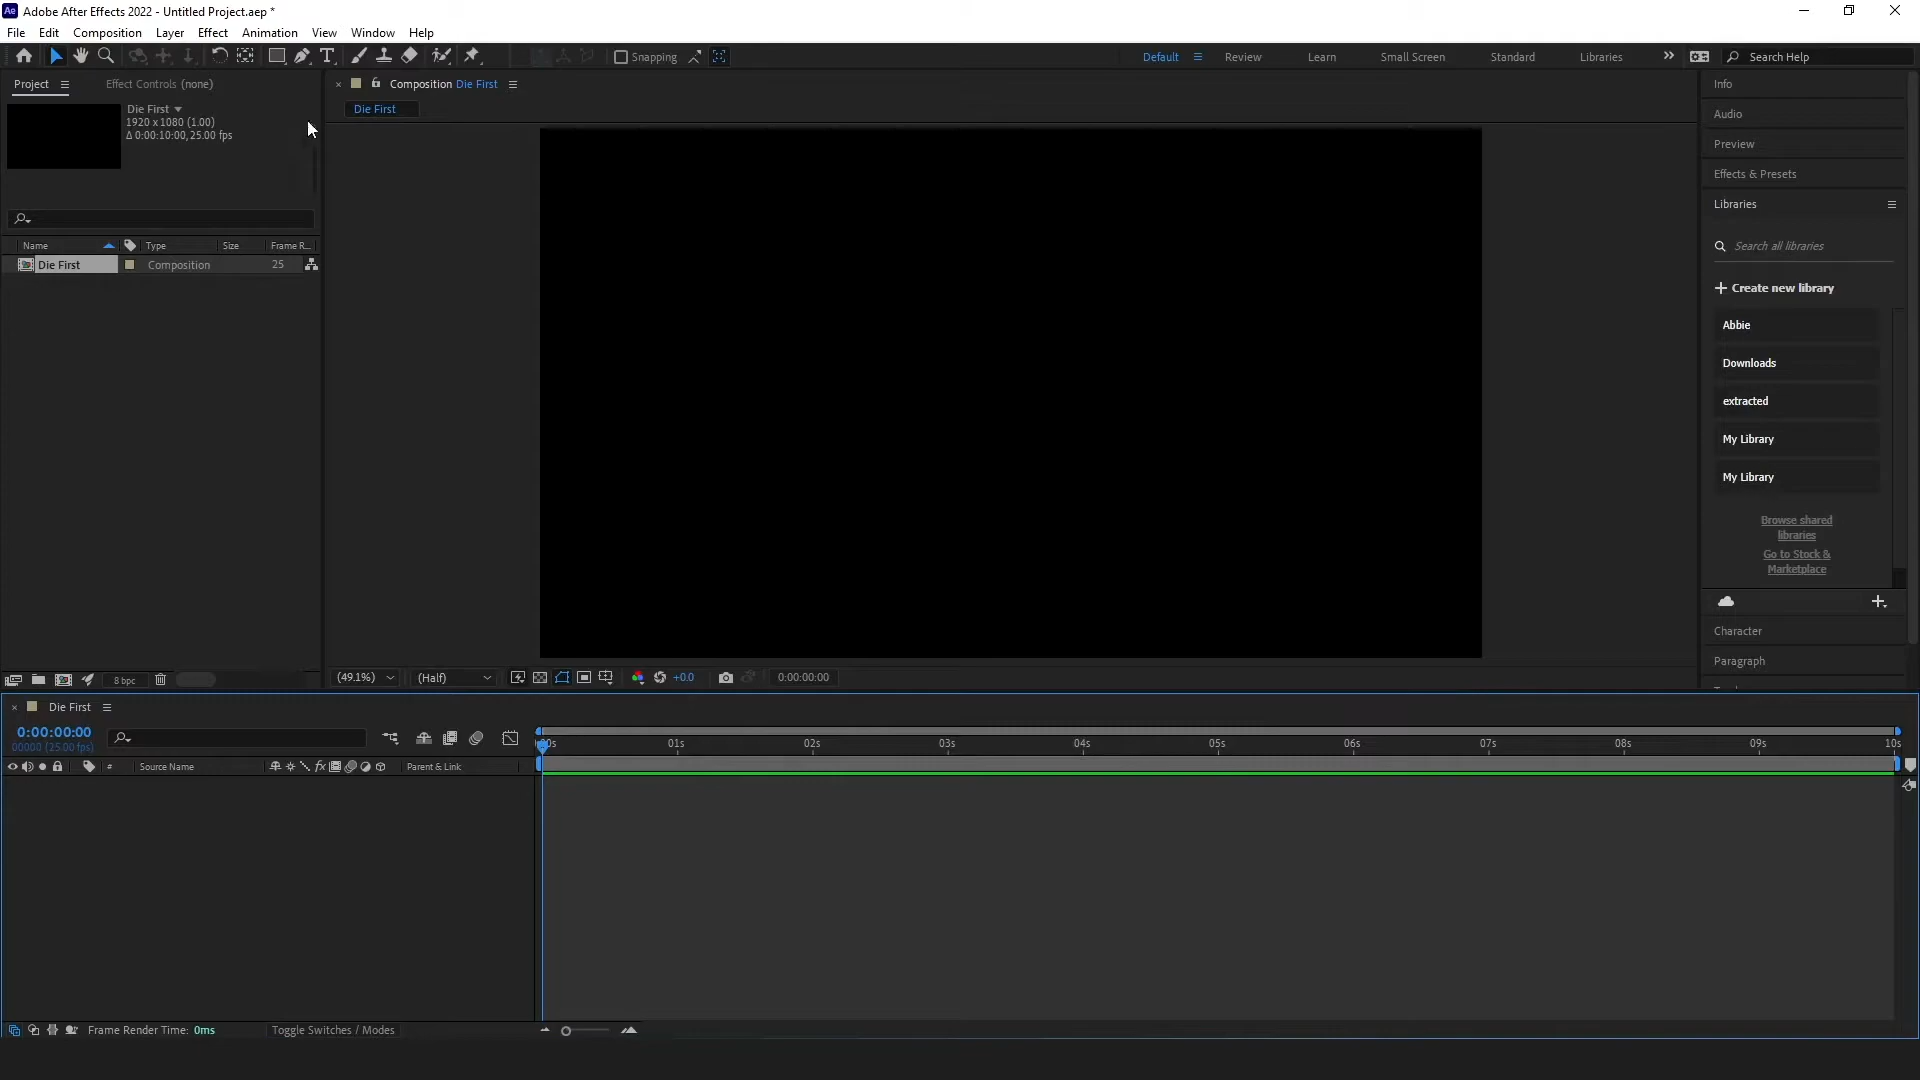 Ae Adobe After Effects 2022 - Untitled Project.aep *
File Edit Composition Layer Effect Animation View Window Help
T Snapping Default Review Learn Small Screen Standard Libraries Search Help
Project Effect Controls (none)
Composition Die First
Die First
Die First
1920 x 1080 (1.00)
Δ 0:00:10:00, 25.00 fps
Name Type Size Frame R...
Die First Composition 25
8 bpc
(49.1%) (Half) +0.0 0:00:00:00
Info
Audio
Preview
Effects & Presets
Libraries
Search all libraries
Create new library
Abbie
Downloads
extracted
My Library
My Library
Browse shared
libraries
Go to Stock &
Marketplace
Character
Paragraph
Die First
0:00:00:00
00000 (25.00 fps)
# Source Name fx Parent & Link
01s 02s 03s 04s 05s 06s 07s 08s 09s 10s
Frame Render Time: 0ms Toggle Switches / Modes